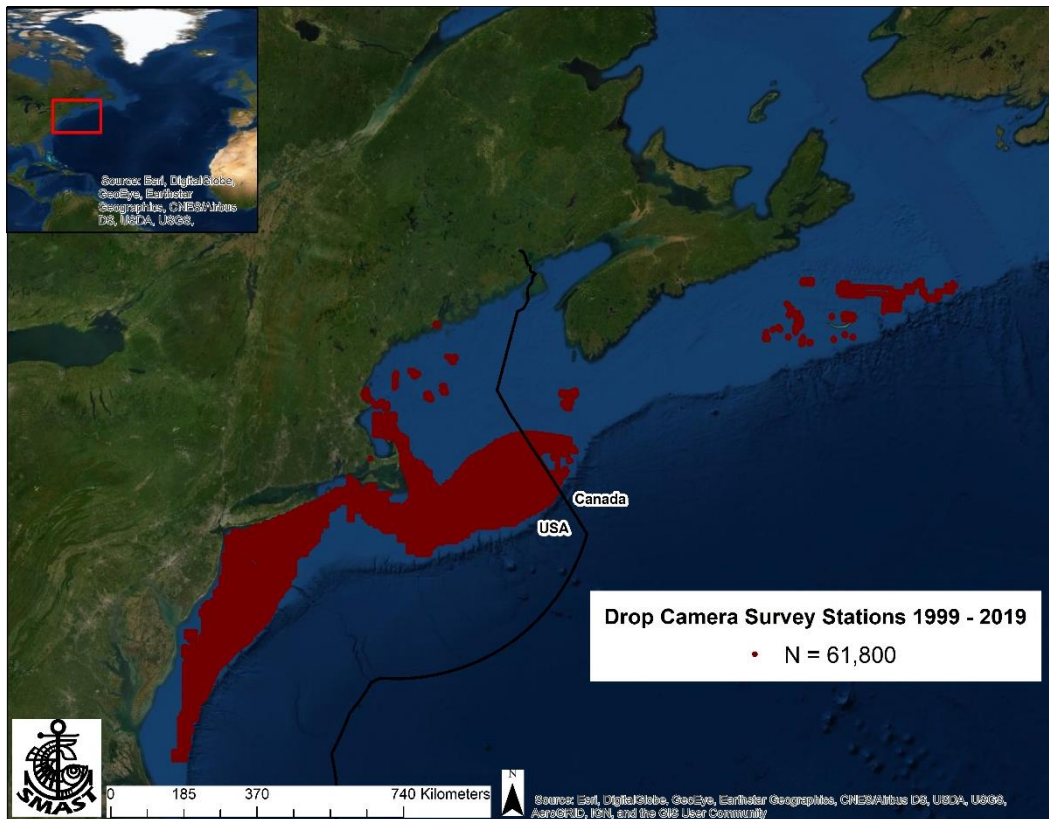 Source: Esri, DigitalGlobe,
GeoEye, Earthstar
Geographics, CNES/Airbus
DS, USDA, USGS,
Canada
USA
Drop Camera Survey Stations 1999 - 2019
N = 61,800
SMAST
0 185 370 740 Kilometers
N
Source: Esri, DigitalGlobe, GeoEye, Earthstar Geographics, CNES/Airbus DS, USDA, USGS,
AeroGRID, IGN, and the GIS User Community